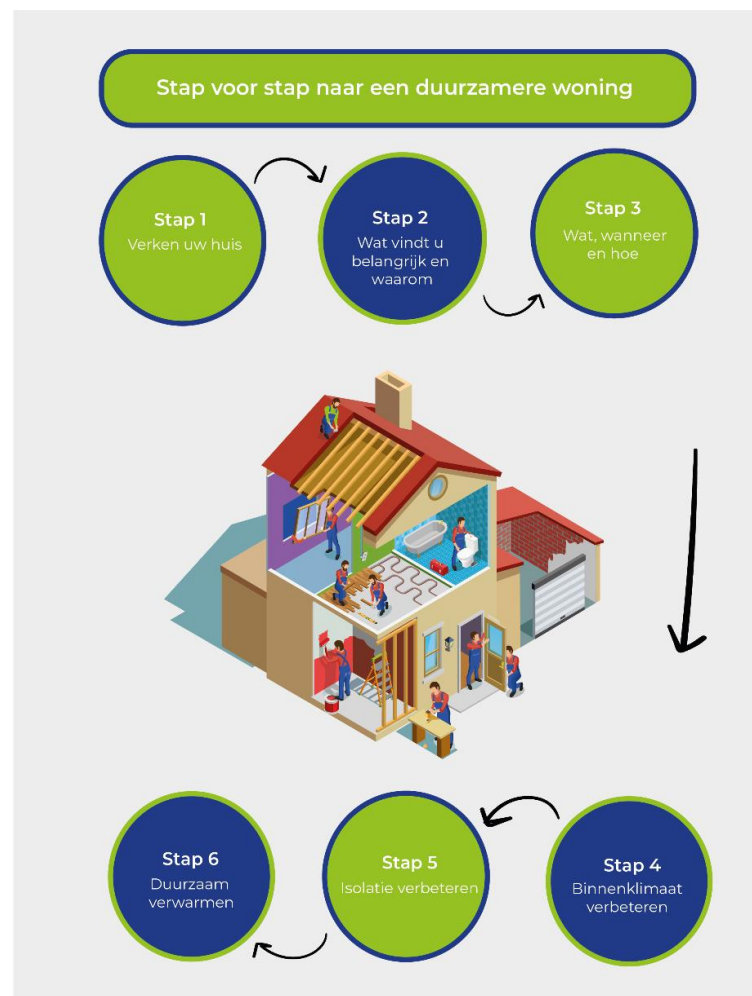 Stap voor stap naar een duurzamere woning
Stap 1
Verken uw huis
Stap 2
Wat vindt u
belangrijk en
waarom
Stap 3
Wat, wanneer
en hoe
Stap 4
Binnenklimaat
verbeteren
Stap 5
Isolatie verbeteren
Stap 6
Duurzaam
verwarmen